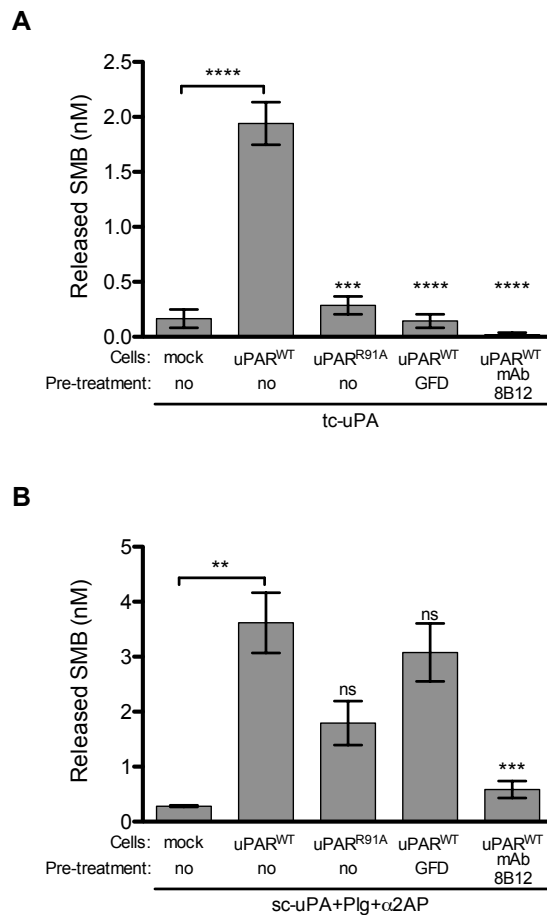 A
Released SMB (nM)
2.5
2.0
1.5
1.0
0.5
0.0
****
***
****
****
Cells: mock uPARWT uPARR91A uPARWT uPARWT
Pre-treatment: no no no GFD mAb
8B12
tc-uPA
B
Released SMB (nM)
5
4
3
2
1
0
**
ns
ns
***
Cells: mock uPARWT uPARR91A uPARWT uPARWT
Pre-treatment: no no no GFD mAb
8B12
sc-uPA+Plg+α2AP